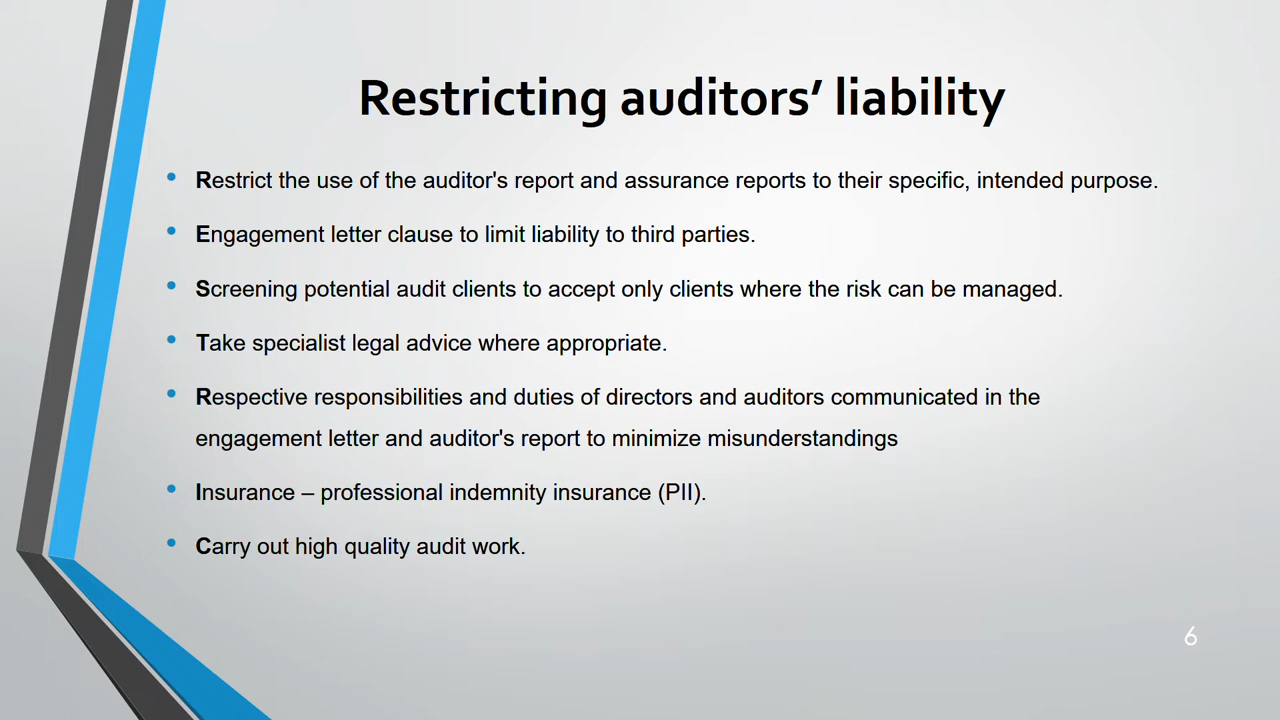 Restricting auditors’ liability
• Restrict the use of the auditor's report and assurance reports to their specific, intended purpose.
• Engagement letter clause to limit liability to third parties.
• Screening potential audit clients to accept only clients where the risk can be managed.
• Take specialist legal advice where appropriate.
• Respective responsibilities and duties of directors and auditors communicated in the
engagement letter and auditor's report to minimize misunderstandings
• Insurance – professional indemnity insurance (PII).
• Carry out high quality audit work.
6